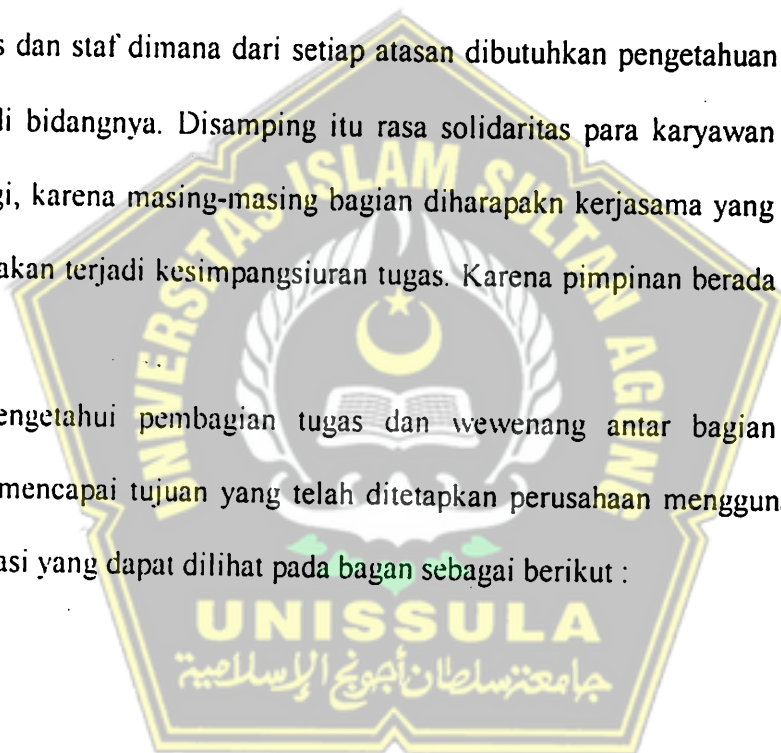 s dan staf dimana dari setiap atasan dibutuhkan pengetahuan
di bidangnya. Disamping itu rasa solidaritas para karyawan
gi, karena masing-masing bagian diharapakn kerjasama yang
akan terjadi kesimpangsiuran tugas. Karena pimpinan berada
engetahui pembagian tugas dan wewenang antar bagian
mencapai tujuan yang telah ditetapkan perusahaan menggun
asi yang dapat dilihat pada bagan sebagai berikut :
UNIVERSITAS ISLAM SULTAN AGUNG
UNISSULA
جامعة سلطان أجونج الإسلامية